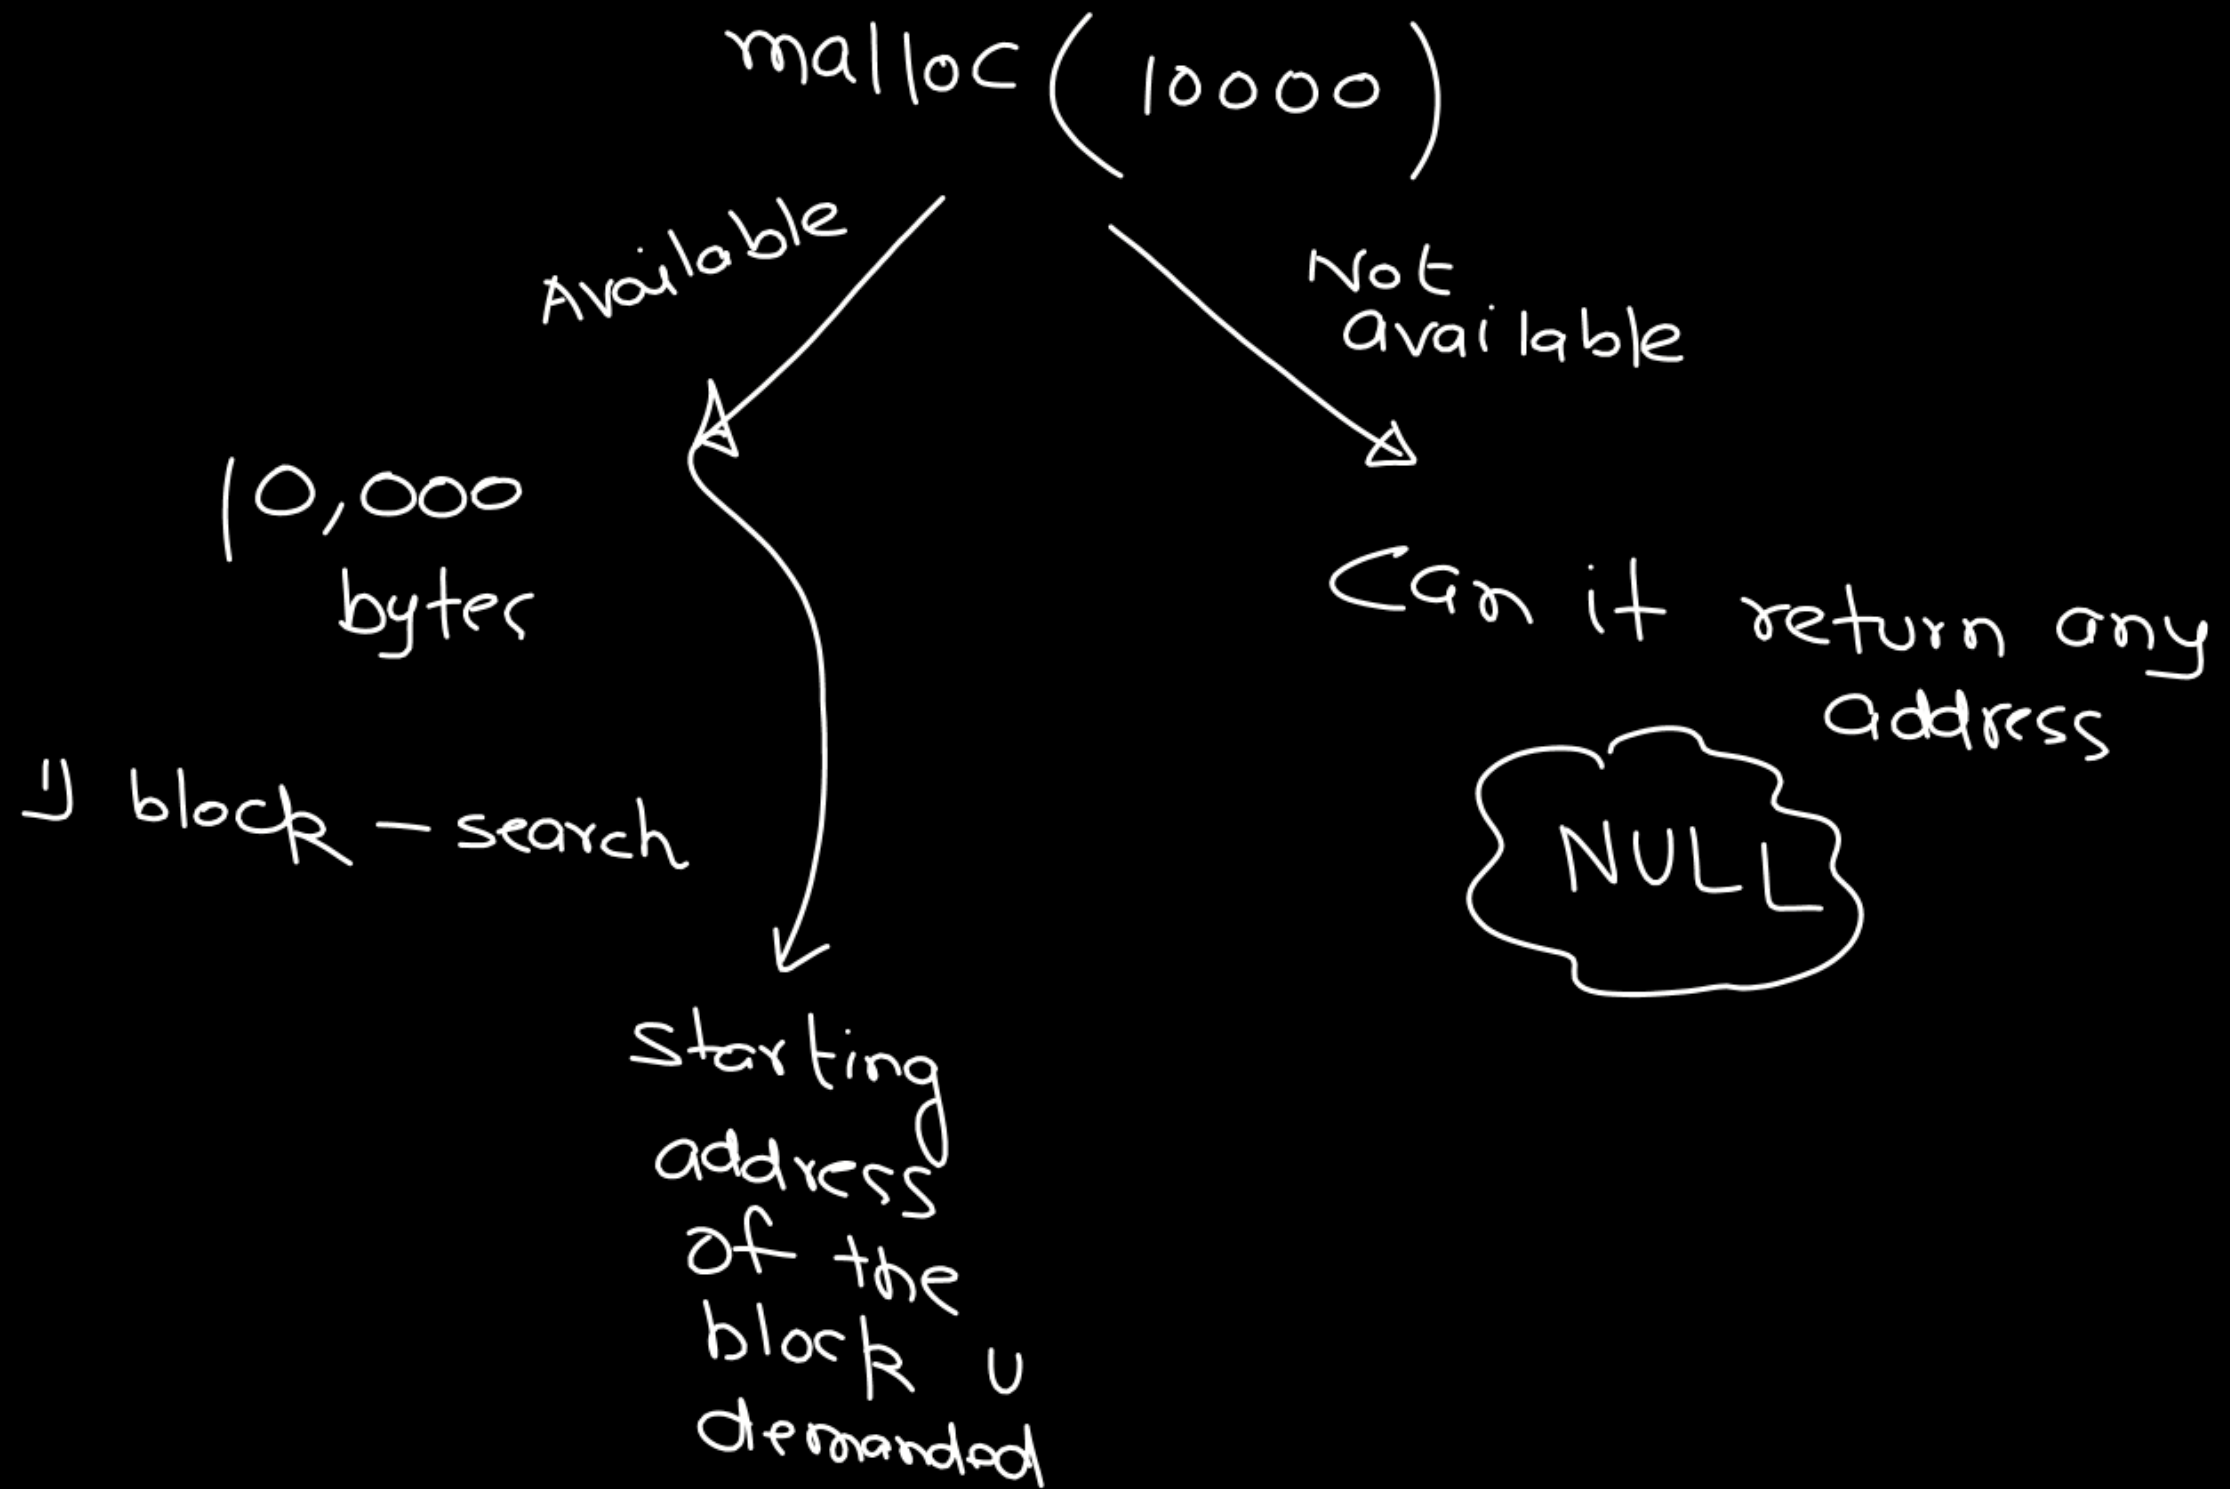 malloc(10000)
Available
Not
available
10,000
bytes
Can it return any
address
1) block - search
NULL
starting
address
of the
block u
demanded